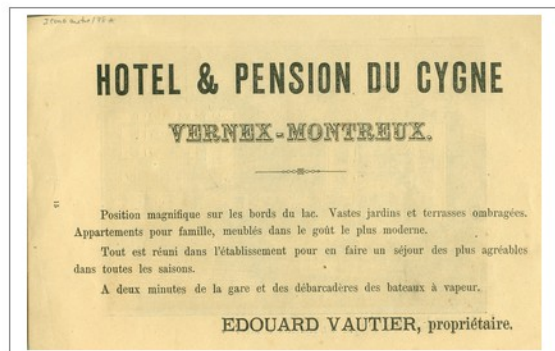 HOTEL & PENSION DU CYGNE
VERNEX-MONTREUX.
Position magnifique sur les bords du lac. Vastes jardins et terrasses ombragées.
Appartements pour famille, meublés dans le goût le plus moderne.
Tout est réuni dans l'établissement pour en faire un séjour des plus agréables
dans toutes les saisons.
A deux minutes de la gare et des débarcadères des bateaux à vapeur.
EDOUARD VAUTIER, propriétaire.